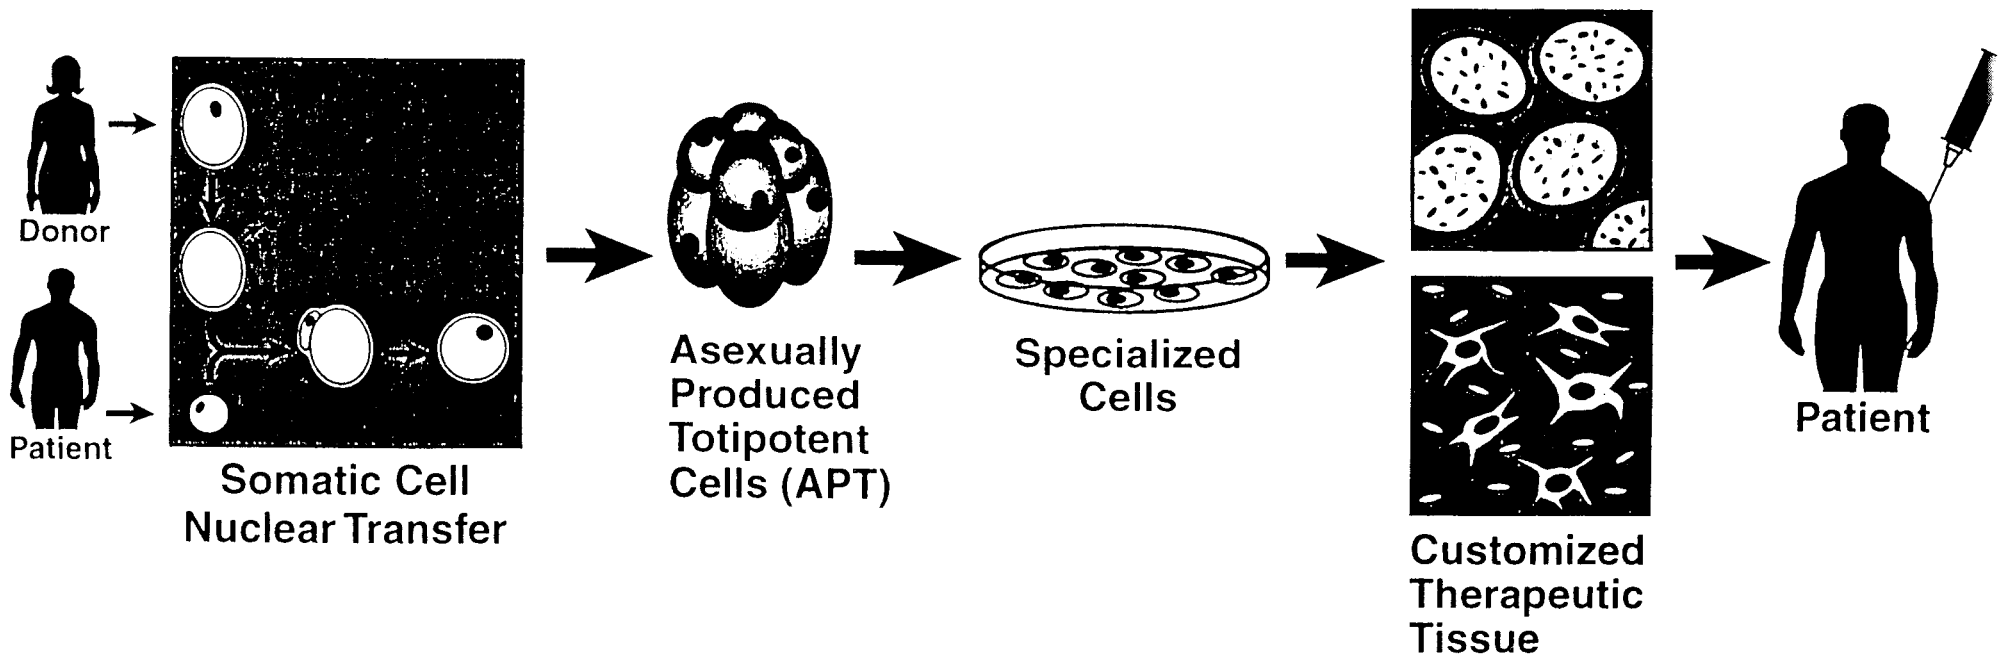 Donor
Patient
Somatic Cell
Nuclear Transfer
Asexually
Produced
Totipotent
Cells (APT)
Specialized
Cells
Customized
Therapeutic
Tissue
Patient